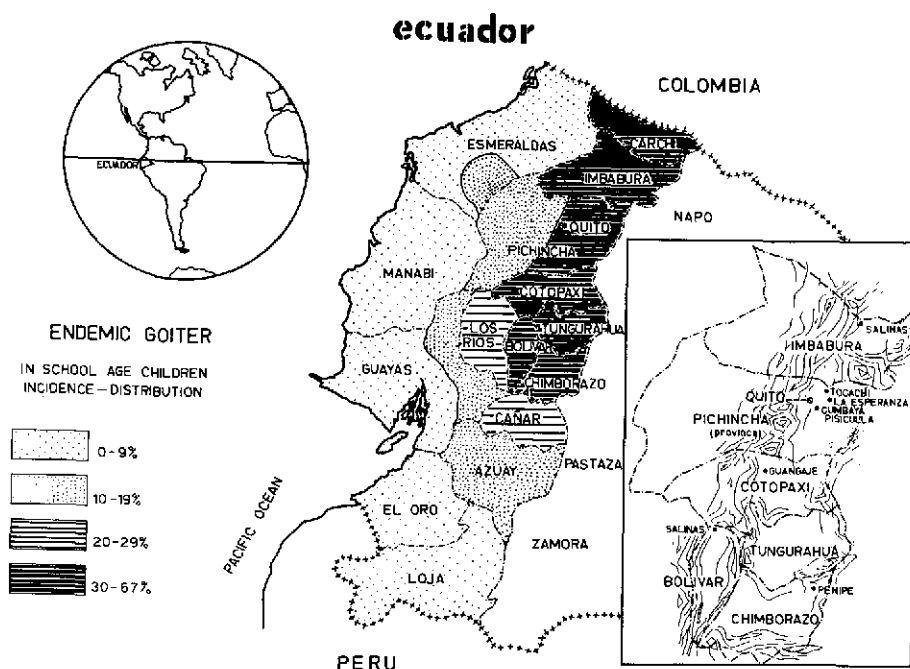 ecuador
COLOMBIA
ESMERALDAS
CARCHI
IMBABURA
ECUADOR
NAPO
QUITO
PICHINCHA
MANABI
COTOPAXI
LOS
RIOS
TUNGURAHUA
BOLIVAR
CHIMBORAZO
GUAYAS
CAÑAR
AZUAY
PASTAZA
EL ORO
ZAMORA
LOJA
PACIFIC OCEAN
PERU
ENDEMIC GOITER
IN SCHOOL AGE CHILDREN
INCIDENCE—DISTRIBUTION
0-9%
10-19%
20-29%
30-67%
SALINAS
IMBABURA
TOCACBI
QUITO
LA ESPERANZA
CUMBAYA
PICHINCHA
(province)
GUANGAJE
COTOPAXI
SALINAS
TUNGURAHUA
BOLIVAR
PENIPE
CHIMBORAZO